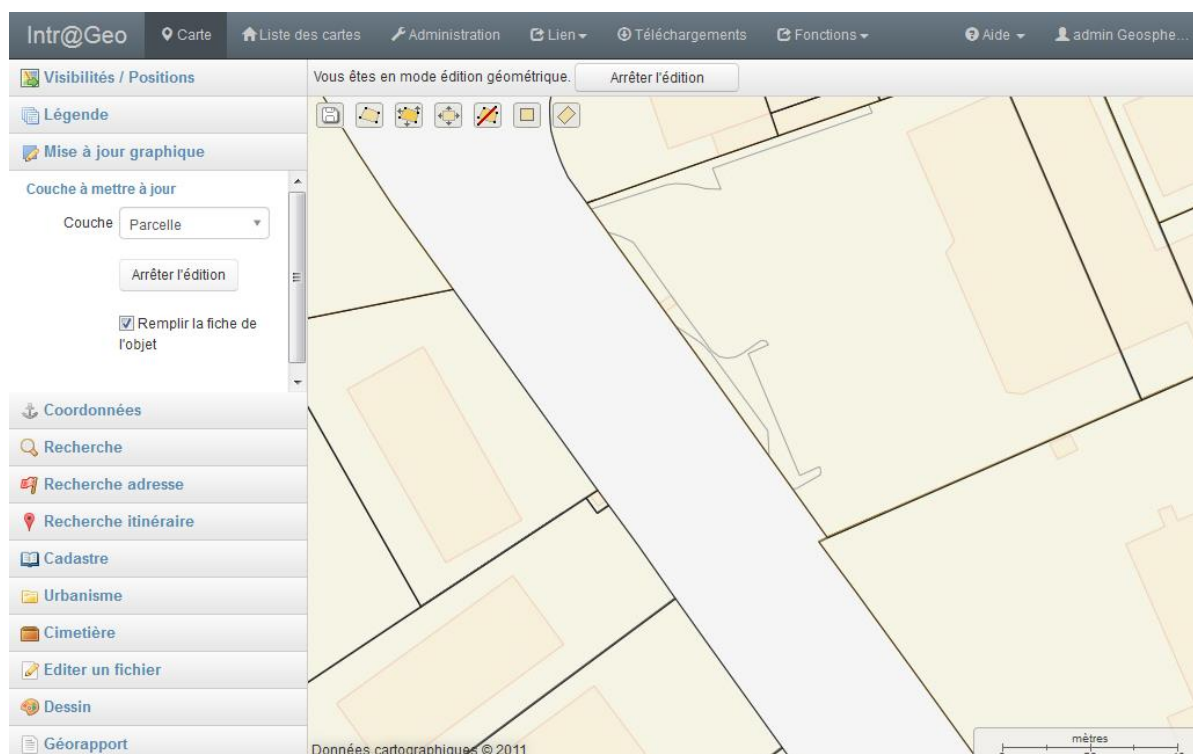 Intr@Geo Carte Liste des cartes Administration Lien Téléchargements Fonctions Aide admin Geosphe...
Visibilités / Positions
Vous êtes en mode édition géométrique. Arrêter l'édition
Légende
Mise à jour graphique
Couche à mettre à jour
Couche Parcelle
Arrêter l'édition
Remplir la fiche de
l'objet
Coordonnées
Recherche
Recherche adresse
Recherche itinéraire
Cadastre
Urbanisme
Cimetière
Editer un fichier
Dessin
Géorapport
Données cartographiques © 2011
mètres